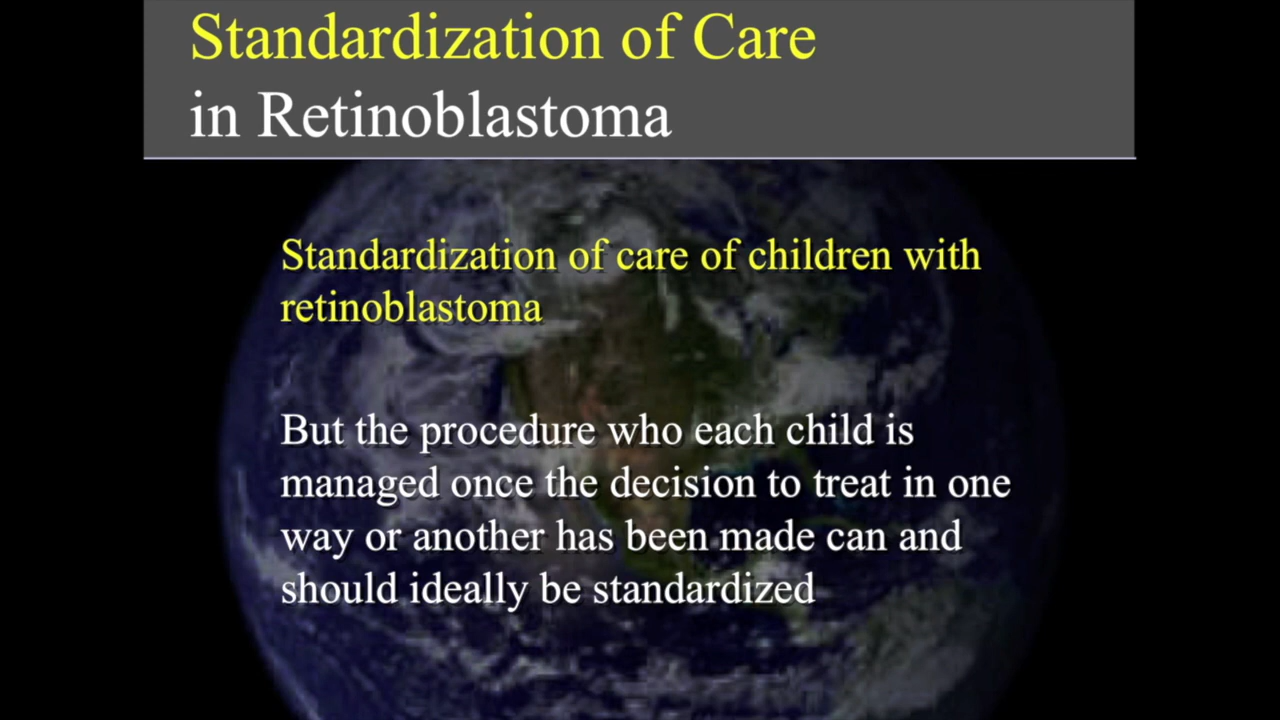 Standardization of Care
in Retinoblastoma
Standardization of care of children with
retinoblastoma
But the procedure who each child is
managed once the decision to treat in one
way or another has been made can and
should ideally be standardized